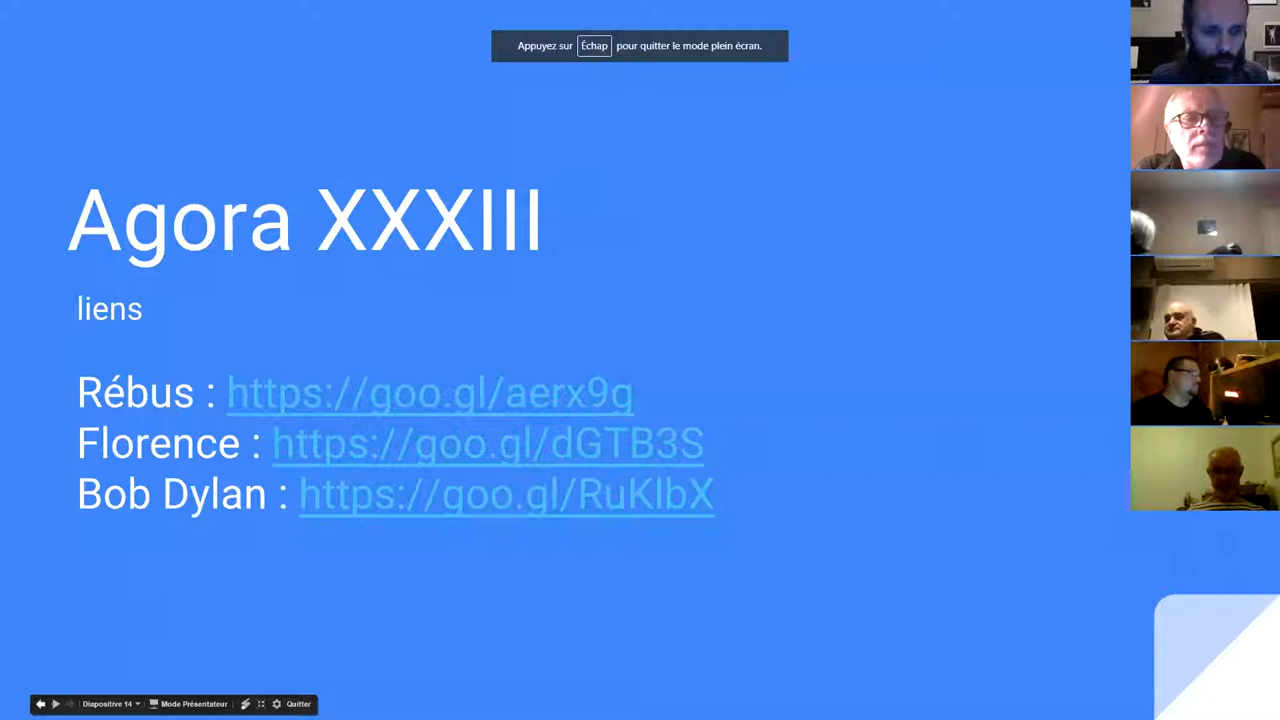 Appuyez sur Échap pour quitter le mode plein écran.
Agora XXXIII
liens
Rébus : https://goo.gl/aerx9g
Florence : https://goo.gl/dGTB3S
Bob Dylan : https://goo.gl/RuKlbX
Diapositive 14 Mode Présentateur Quitter